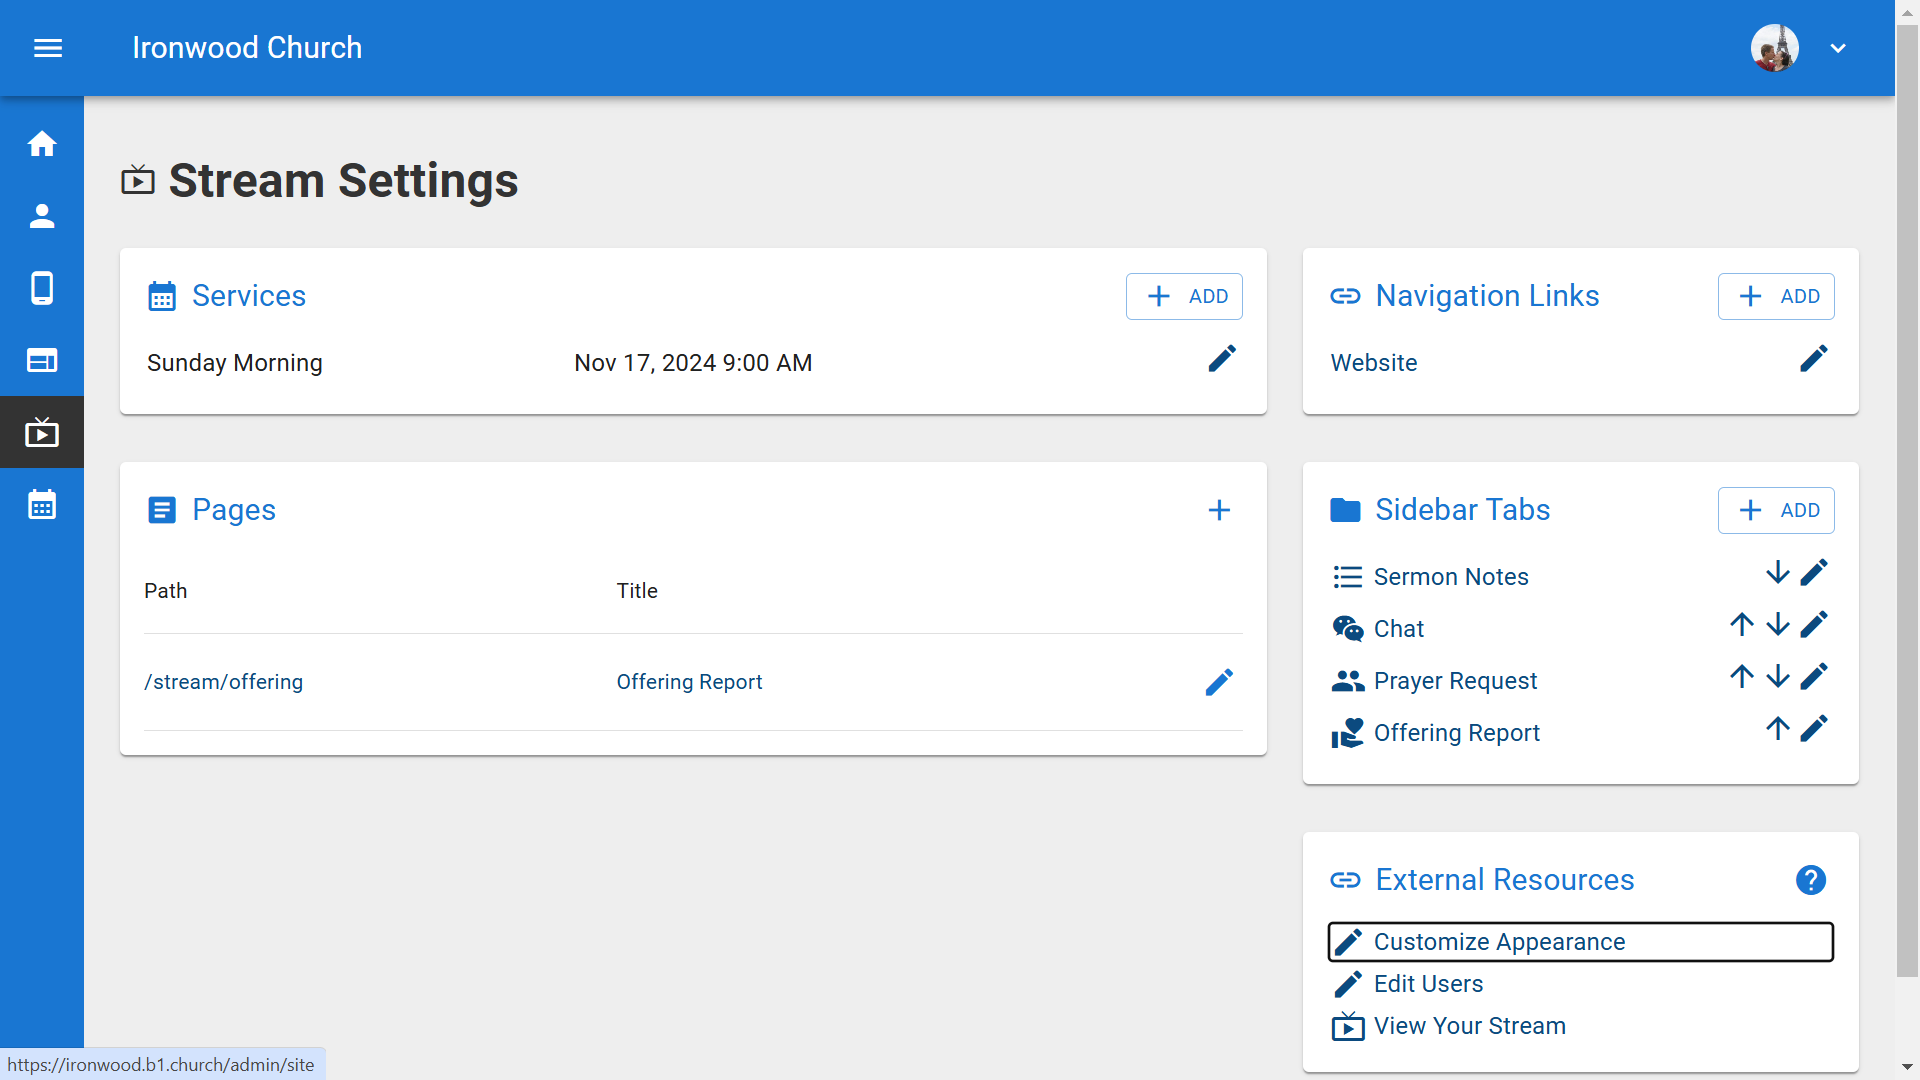 Ironwood Church
Stream Settings
Services
ADD
Sunday Morning
Nov 17, 2024 9:00 AM
Navigation Links
ADD
Website
Pages
Path
Title
/stream/offering
Offering Report
Sidebar Tabs
ADD
Sermon Notes
Chat
Prayer Request
Offering Report
External Resources
?
Customize Appearance
Edit Users
View Your Stream
https://ironwood.b1.church/admin/site